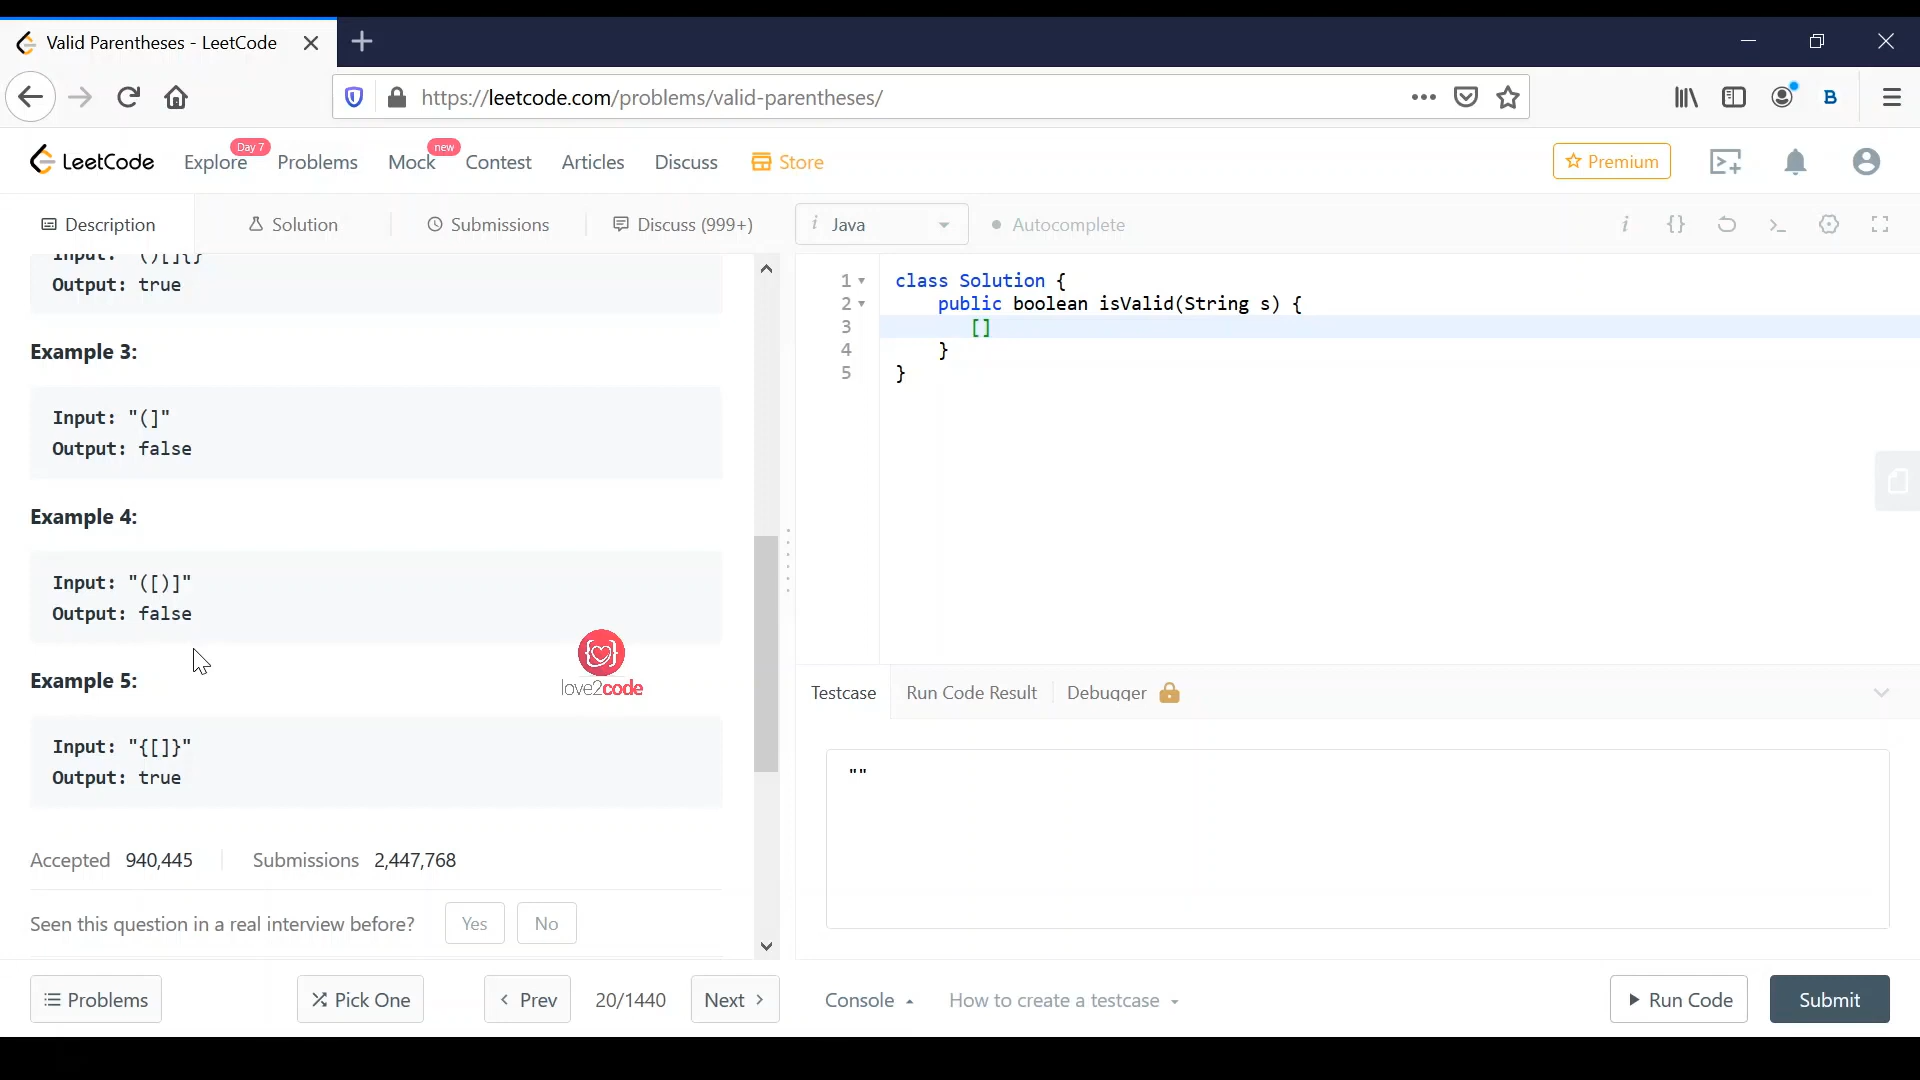 Valid Parentheses - LeetCode
https://leetcode.com/problems/valid-parentheses/
B
LeetCode Explore Day 7 Problems Mock new Contest Articles Discuss Store Premium
Description Solution Submissions Discuss (999+)
i Java Autocomplete i {}
Input: "()[]{}"
Output: true
Example 3:
Input: "(]"
Output: false
Example 4:
Input: "([)]"
Output: false
Example 5:
Input: "{[]}"
Output: true
love2code
Accepted 940,445 Submissions 2,447,768
Seen this question in a real interview before? Yes No
Problems Pick One Prev 20/1440 Next
1 class Solution {
2 public boolean isValid(String s) {
3 []
4 }
5 }
Testcase Run Code Result Debugger
""
Console How to create a testcase Run Code Submit